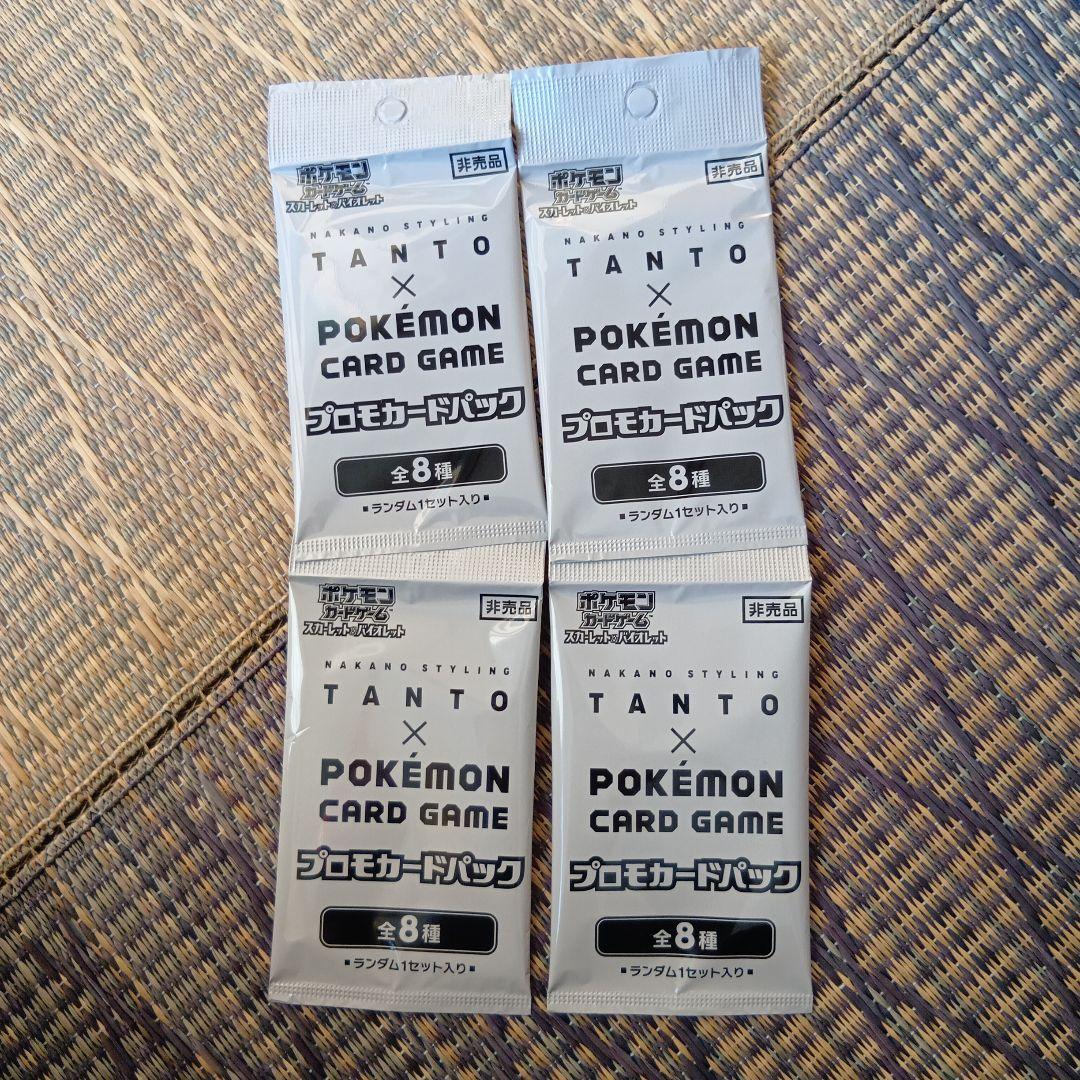 非売品
ポケモン
カードゲーム
スカーレット&バイオレット
NAKANO STYLING
TANTO
×
POKÉMON
CARD GAME
プロモカードパック
全8種
■ランダム1セット入り■
非売品
ポケモン
カードゲーム
スカーレット&バイオレット
NAKANO STYLING
TANTO
×
POKÉMON
CARD GAME
プロモカードパック
全8種
■ランダム1セット入り■
非売品
ポケモン
カードゲーム
スカーレット&バイオレット
NAKANO STYLING
TANTO
×
POKÉMON
CARD GAME
プロモカードパック
全8種
■ランダム1セット入り■
非売品
ポケモン
カードゲーム
スカーレット&バイオレット
NAKANO STYLING
TANTO
×
POKÉMON
CARD GAME
プロモカードパック
全8種
■ランダム1セット入り■